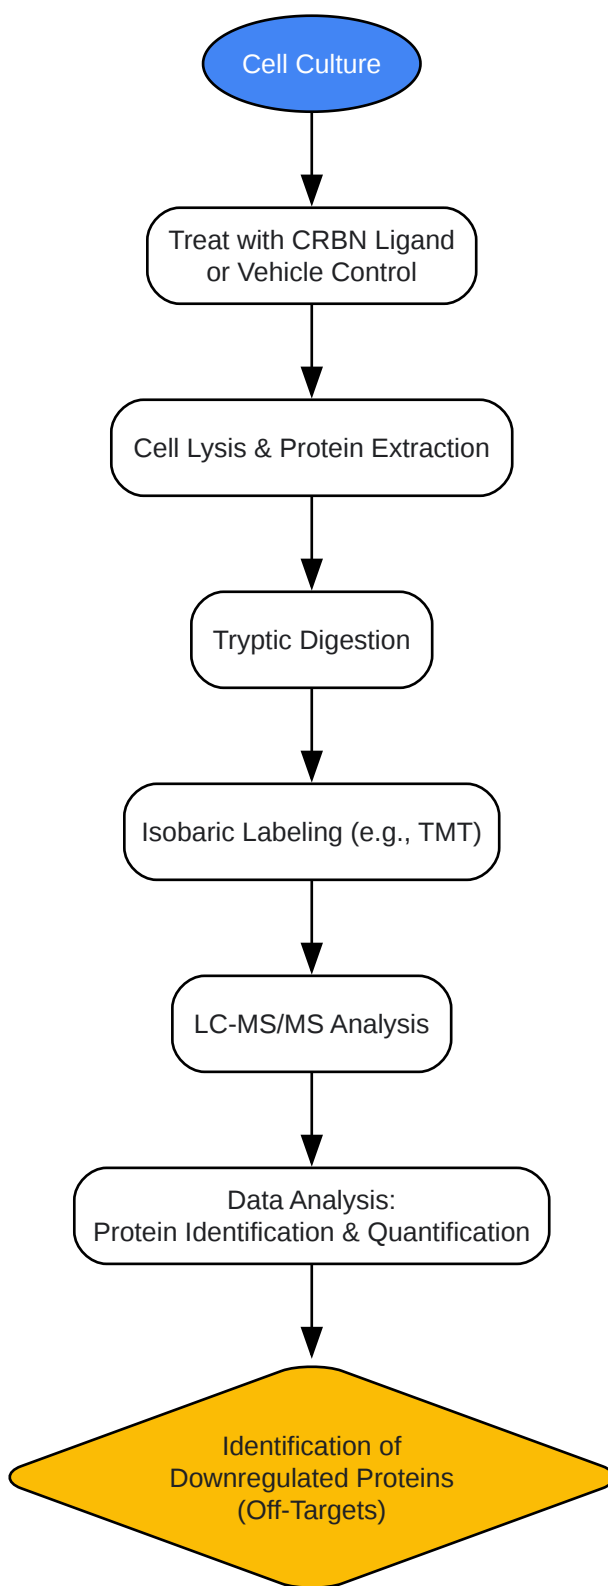 Cell Culture
Treat with CRBN Ligand
or Vehicle Control
Cell Lysis & Protein Extraction
Tryptic Digestion
Isobaric Labeling (e.g., TMT)
LC-MS/MS Analysis
Data Analysis:
Protein Identification & Quantification
Identification of
Downregulated Proteins
(Off-Targets)